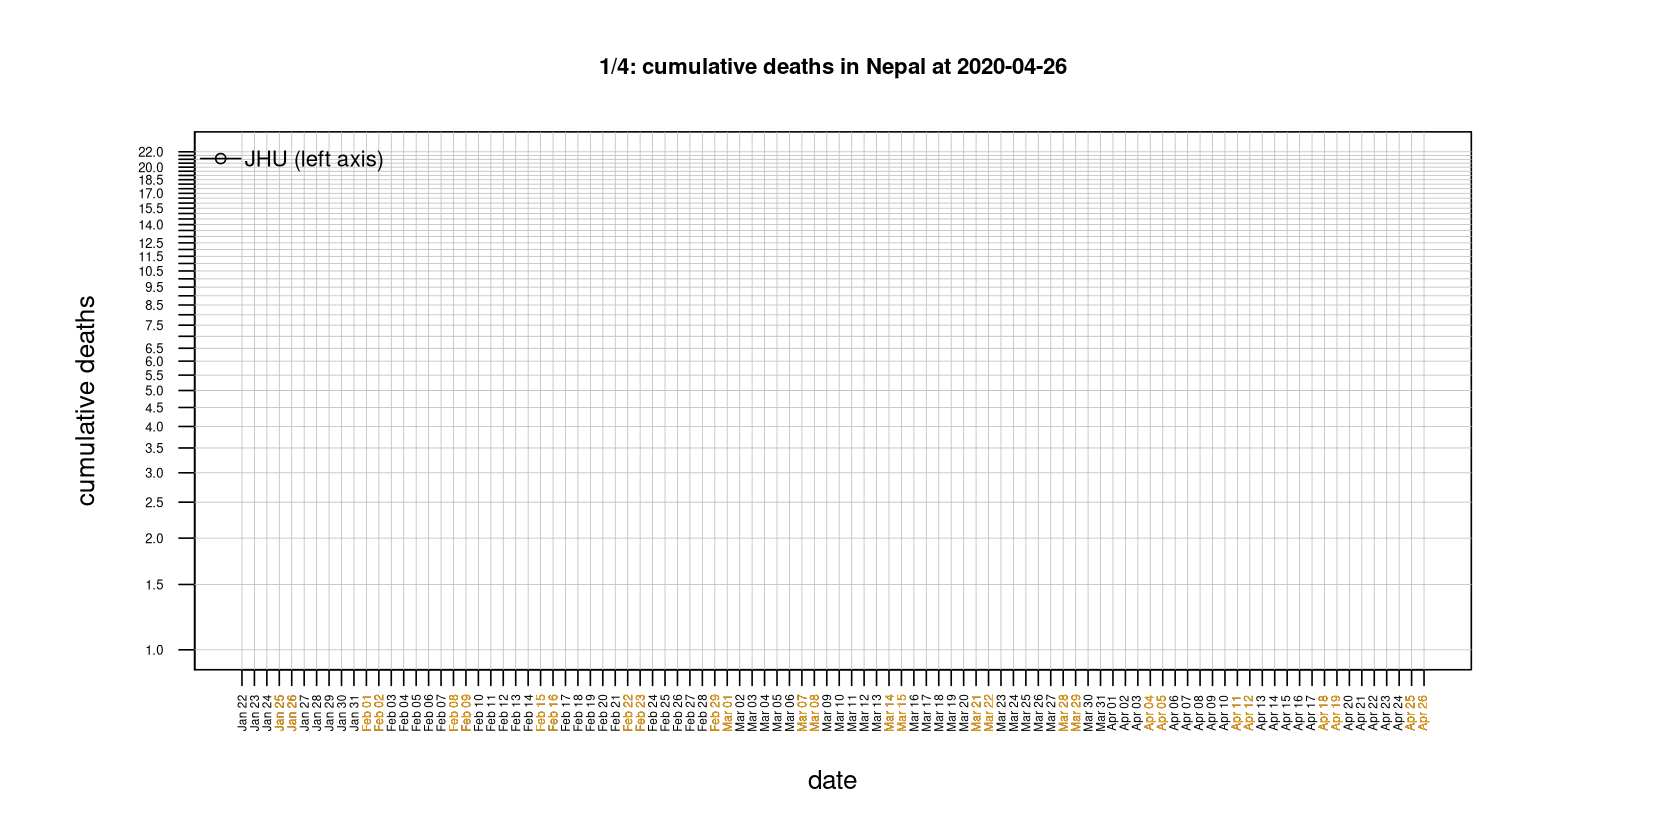 1/4: cumulative deaths in Nepal at 2020-04-26
JHU (left axis)
22.0
20.0
18.5
17.0
15.5
14.0
12.5
11.5
10.5
9.5
8.5
7.5
6.5
6.0
5.5
5.0
4.5
4.0
3.5
3.0
2.5
2.0
1.5
1.0
cumulative deaths
Jan 22
Jan 23
Jan 24
Jan 25
Jan 26
Jan 27
Jan 28
Jan 29
Jan 30
Jan 31
Feb 01
Feb 02
Feb 03
Feb 04
Feb 05
Feb 06
Feb 07
Feb 08
Feb 09
Feb 10
Feb 11
Feb 12
Feb 13
Feb 14
Feb 15
Feb 16
Feb 17
Feb 18
Feb 19
Feb 20
Feb 21
Feb 22
Feb 23
Feb 24
Feb 25
Feb 26
Feb 27
Feb 28
Feb 29
Mar 01
Mar 02
Mar 03
Mar 04
Mar 05
Mar 06
Mar 07
Mar 08
Mar 09
Mar 10
Mar 11
Mar 12
Mar 13
Mar 14
Mar 15
Mar 16
Mar 17
Mar 18
Mar 19
Mar 20
Mar 21
Mar 22
Mar 23
Mar 24
Mar 25
Mar 26
Mar 27
Mar 28
Mar 29
Mar 30
Mar 31
Apr 01
Apr 02
Apr 03
Apr 04
Apr 05
Apr 06
Apr 07
Apr 08
Apr 09
Apr 10
Apr 11
Apr 12
Apr 13
Apr 14
Apr 15
Apr 16
Apr 17
Apr 18
Apr 19
Apr 20
Apr 21
Apr 22
Apr 23
Apr 24
Apr 25
Apr 26
date